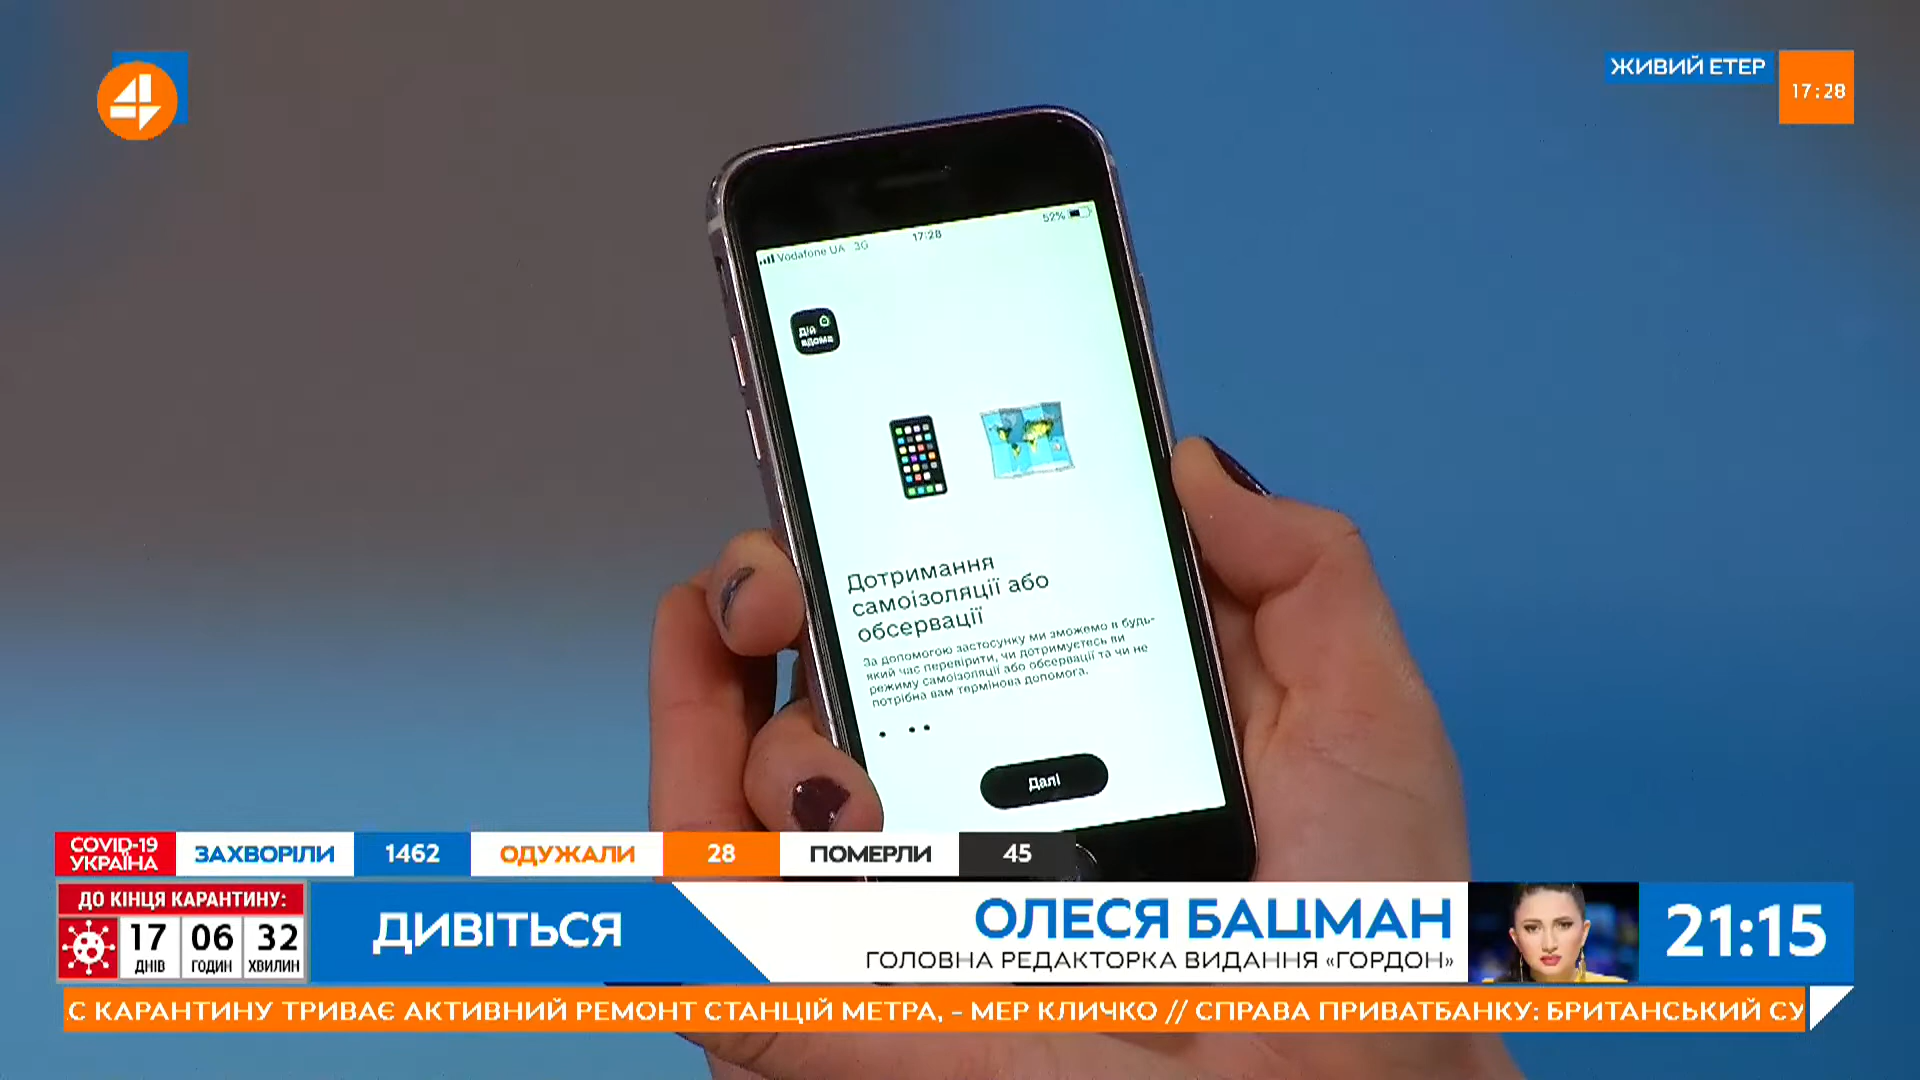 4
ЖИВИЙ ЕТЕР
17:28
Vodafone UA 3G
17:28
52%
Дій
вдома
Дотримання
самоізоляції або
обсервації
За допомогою застосунку ми зможемо в будь-
який час перевірити, чи дотримуєтесь ви
режиму самоізоляції або обсервації та чи не
потрібна вам термінова допомога.
Далі
COVID-19
УКРАЇНА
ЗАХВОРІЛИ
1462
ОДУЖАЛИ
28
ПОМЕРЛИ
45
ДО КІНЦЯ КАРАНТИНУ:
17
06
32
ДНІВ
ГОДИН
ХВИЛИН
ДИВІТЬСЯ
ОЛЕСЯ БАЦМАН
ГОЛОВНА РЕДАКТОРКА ВИДАННЯ «ГОРДОН»
21:15
С КАРАНТИНУ ТРИВАЄ АКТИВНИЙ РЕМОНТ СТАНЦІЙ МЕТРА, - МЕР КЛИЧКО // СПРАВА ПРИВАТБАНКУ: БРИТАНСЬКИЙ СУ